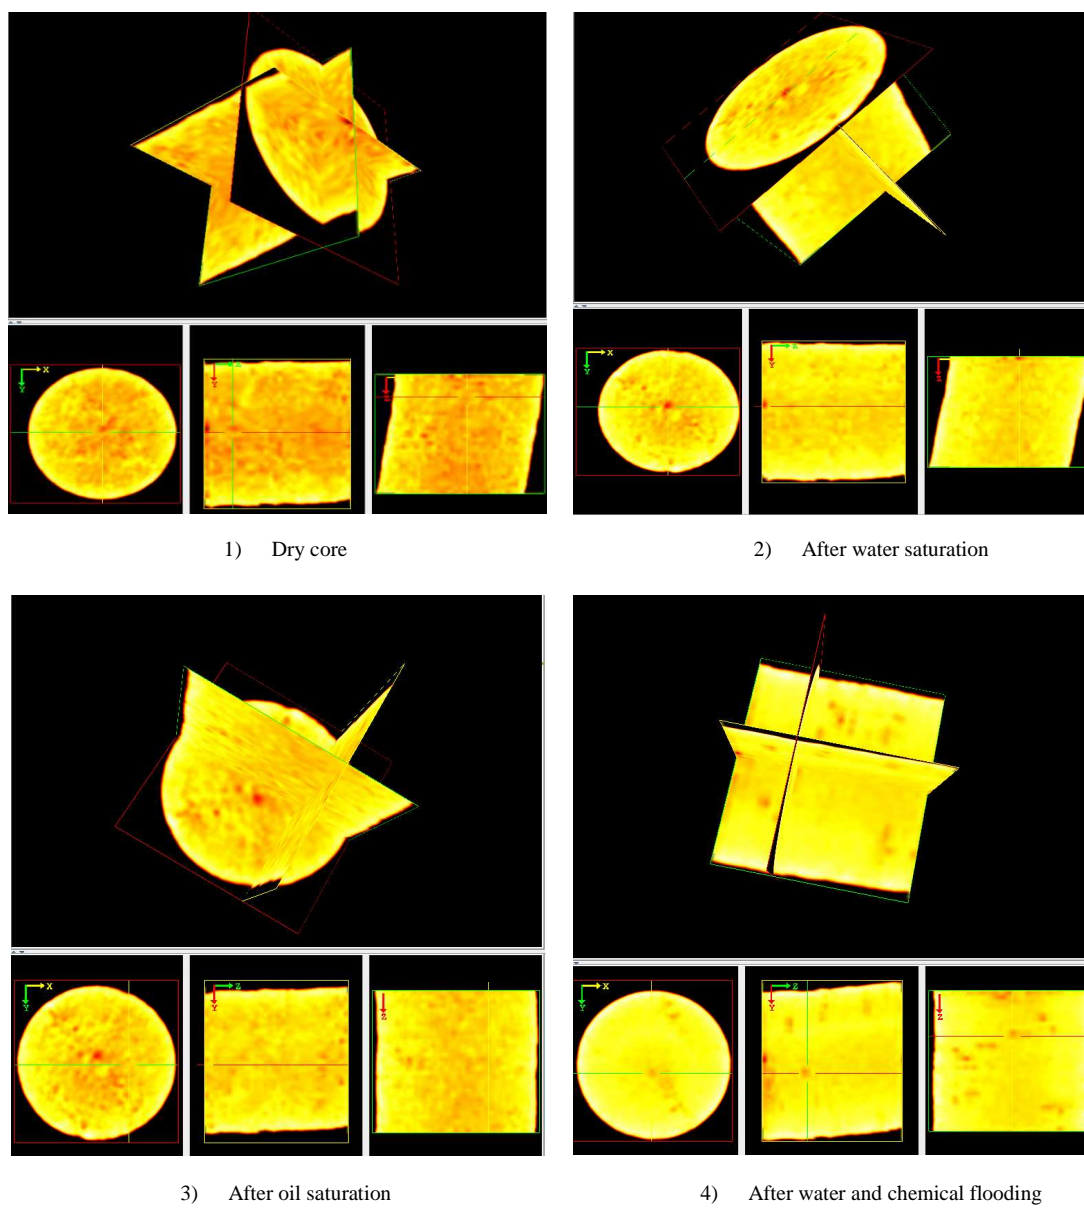 X
Y
Z
Y
X
Y
Z
Y
1) Dry core
2) After water saturation
X
Y
Z
Y
Z
X
Y
Z
Y
Z
3) After oil saturation
4) After water and chemical flooding